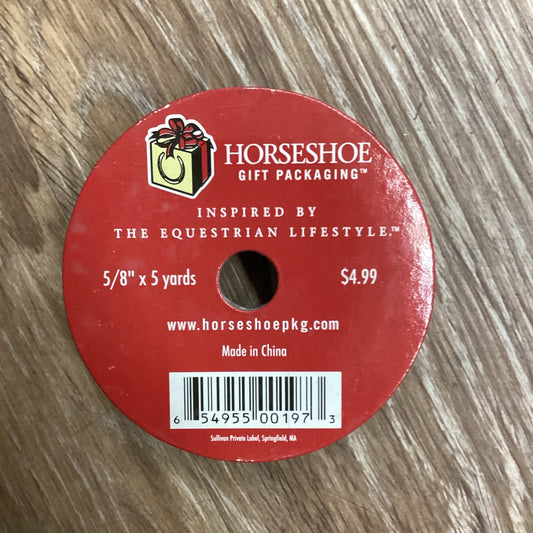 HORSESHOE
GIFT PACKAGING™
INSPIRED BY
THE EQUESTRIAN LIFESTYLE.™
5/8" x 5 yards
$4.99
www.horseshoepkg.com
Made in China
6 54955 00197 3
Sullivan Private Label, Springfield, MA